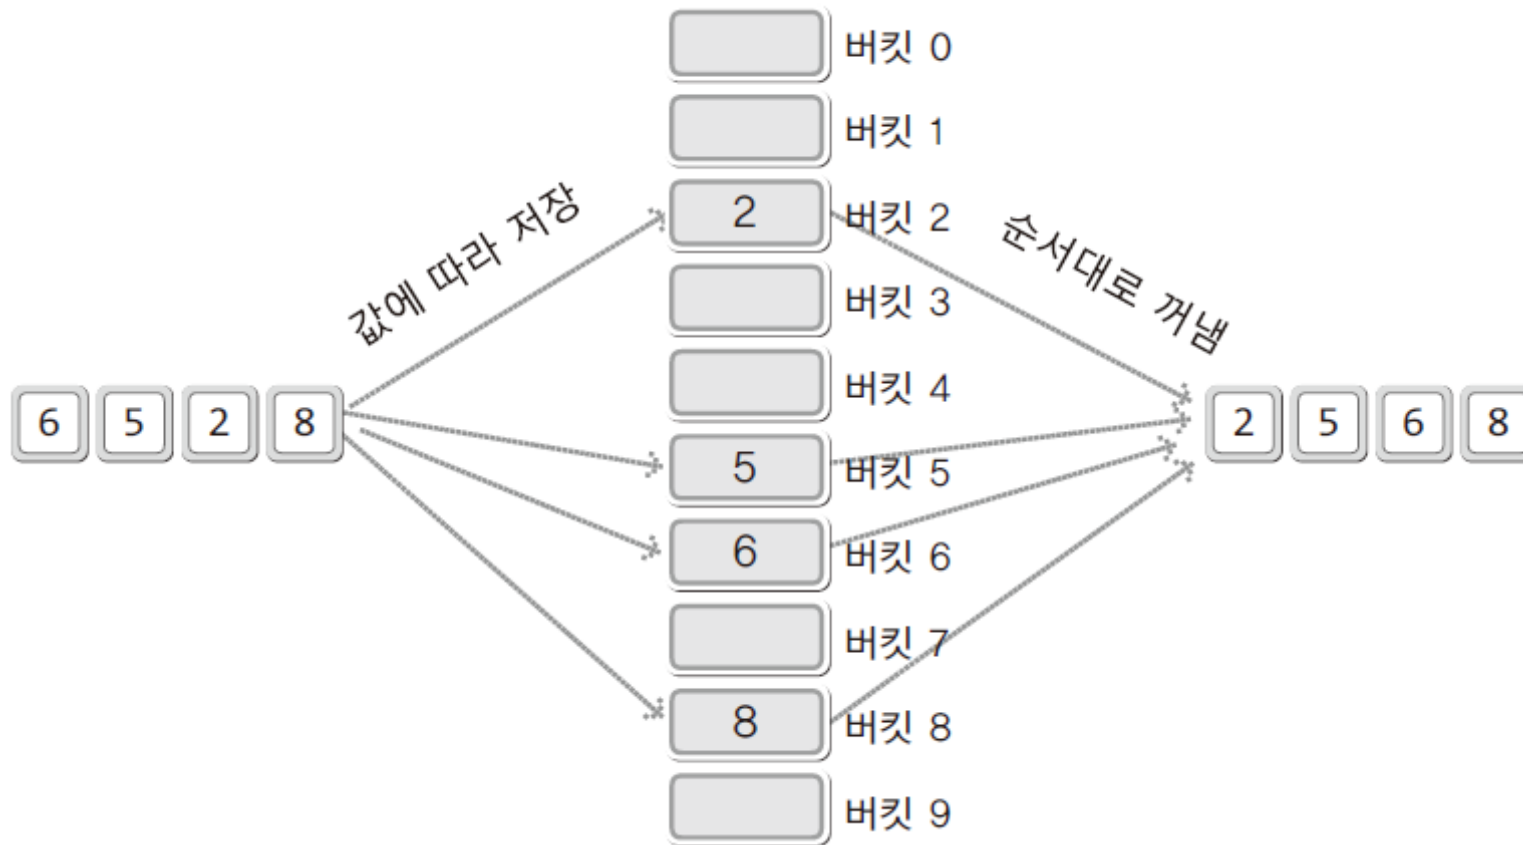 버킷 0
버킷 1
값에 따라 저장
2 버킷 2
순서대로 꺼냄
버킷 3
버킷 4
6 5 2 8
2 5 6 8
5 버킷 5
6 버킷 6
버킷 7
8 버킷 8
버킷 9